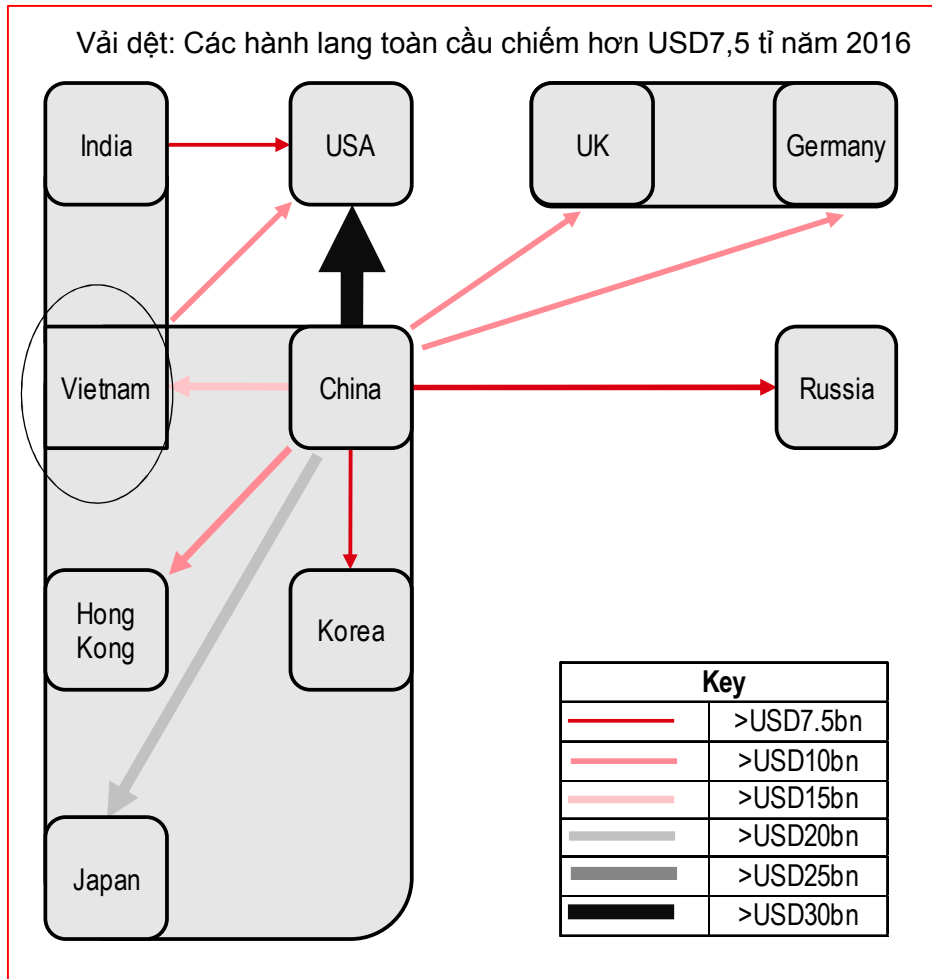 Vải dệt: Các hành lang toàn cầu chiếm hơn USD7,5 tỉ năm 2016
India
USA
UK
Germany
Vietnam
China
Russia
Hong
Kong
Korea
Japan
Key
>USD7.5bn
>USD10bn
>USD15bn
>USD20bn
>USD25bn
>USD30bn